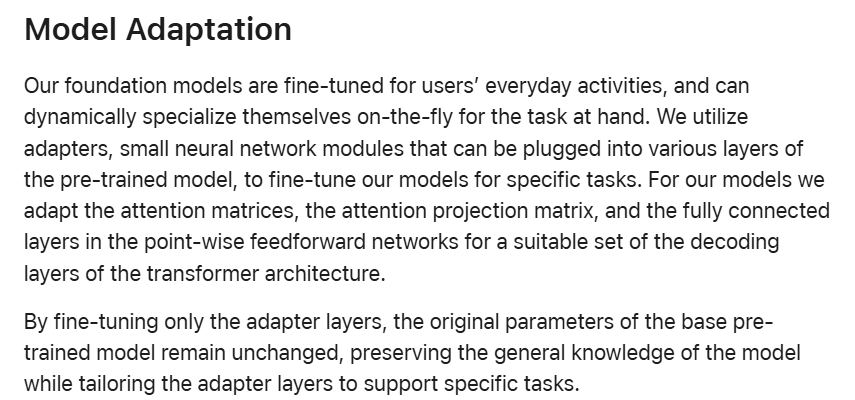 Model Adaptation
Our foundation models are fine-tuned for users’ everyday activities, and can
dynamically specialize themselves on-the-fly for the task at hand. We utilize
adapters, small neural network modules that can be plugged into various layers of
the pre-trained model, to fine-tune our models for specific tasks. For our models we
adapt the attention matrices, the attention projection matrix, and the fully connected
layers in the point-wise feedforward networks for a suitable set of the decoding
layers of the transformer architecture.
By fine-tuning only the adapter layers, the original parameters of the base pre-
trained model remain unchanged, preserving the general knowledge of the model
while tailoring the adapter layers to support specific tasks.